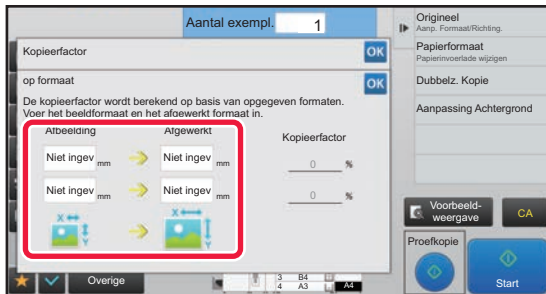 Aantal exempl. 1
Kopieerfactor OK
op formaat OK
De kopieerfactor wordt berekend op basis van opgegeven formaten.
Voer het beeldformaat en het afgewerkt formaat in.
Afbeelding Afgewerkt Kopieerfactor
Niet ingev mm Niet ingev mm 0 %
Niet ingev mm Niet ingev mm 0 %
X Y X Y
Overige
3 B4
4 A3 A4
Origineel
Aanp. Formaat/Richting.
Papierformaat
Papierinvoerlade wijzigen
Dubbelz. Kopie
Aanpassing Achtergrond
Voorbeeld-
weergave
CA
Proefkopie
Start